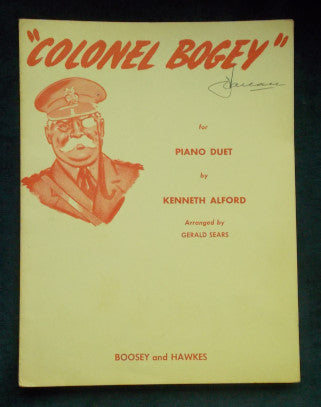 "COLONEL BOGEY"
for
PIANO DUET
by
KENNETH ALFORD
Arranged by
GERALD SEARS
BOOSEY and HAWKES